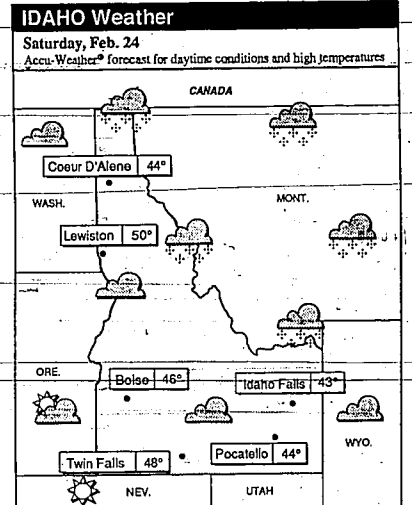 IDAHO Weather
Saturday, Feb. 24
Accu-Weather® forecast for daytime conditions and high temperatures
CANADA
Coeur D'Alene 44°
WASH.
MONT.
Lewiston 50°
ORE.
Boise 46°
Idaho Falls 43°
WYO.
Twin Falls 48°
Pocatello 44°
NEV.
UTAH